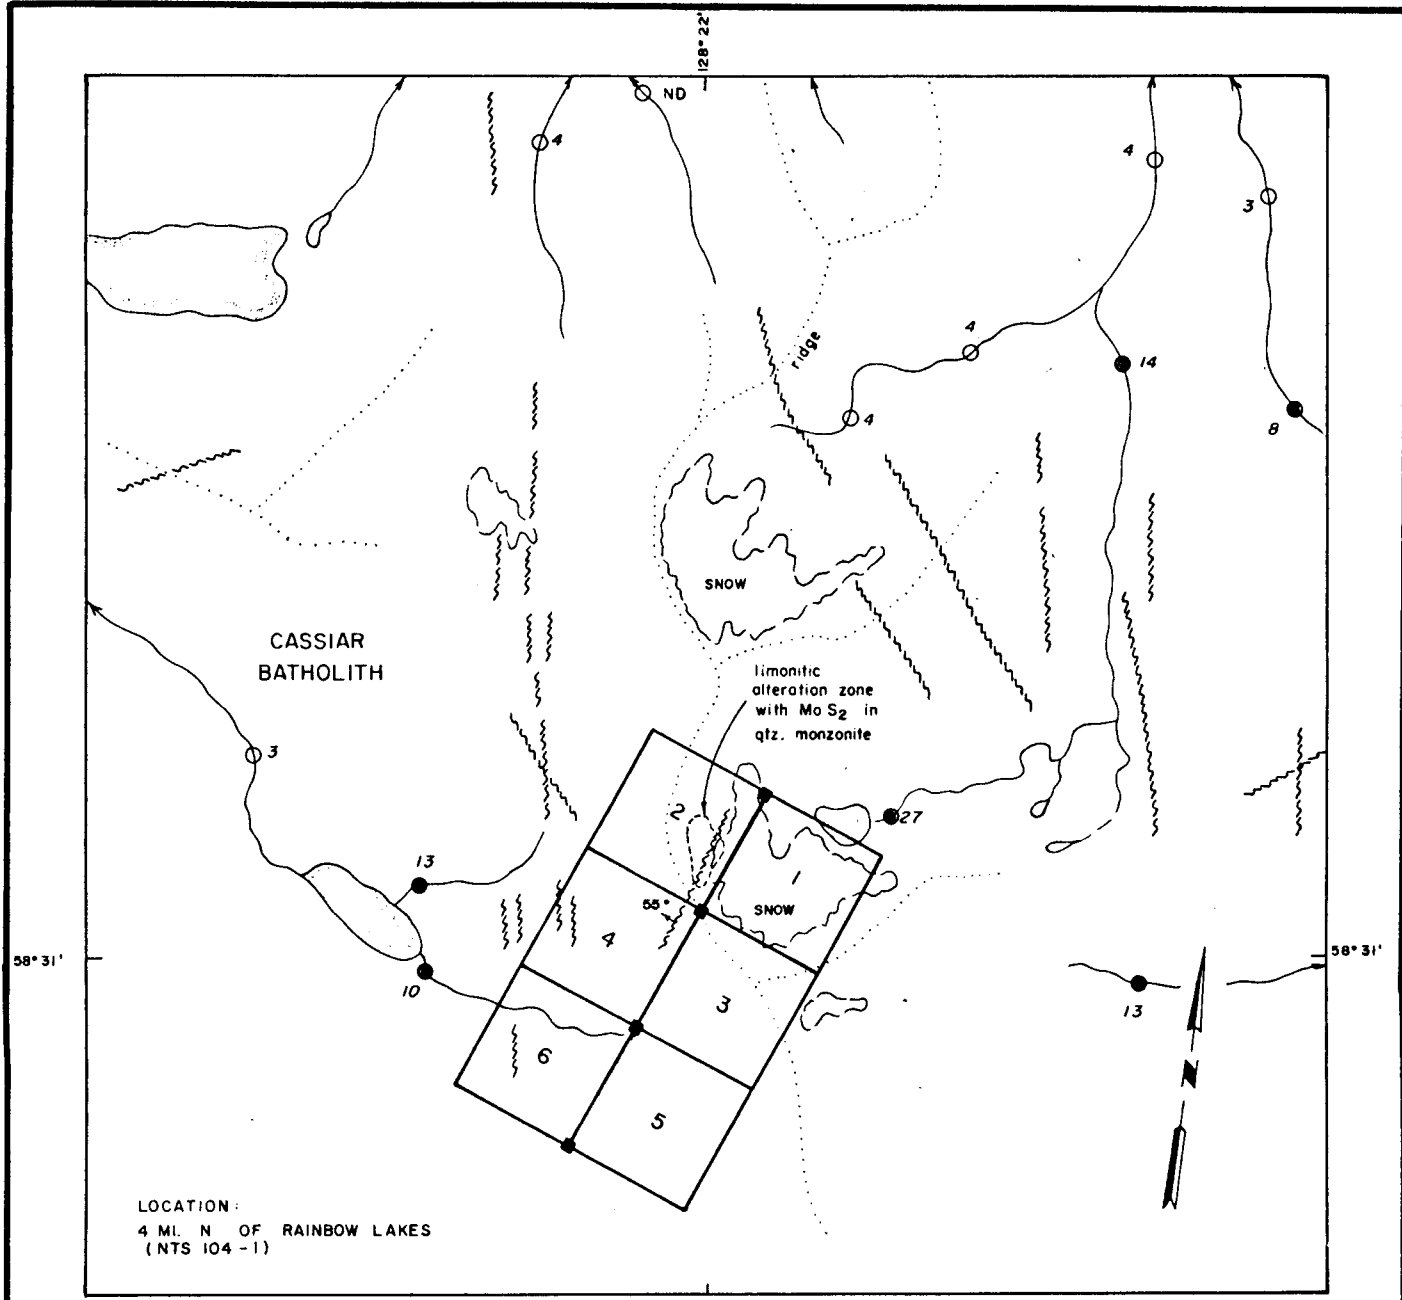 128° 22'
ND
4
4
3
4
ridge
14
4
8
SNOW
CASSIAR
BATHOLITH
limonitic
alteration zone
with MoS2 in
qtz. monzonite
3
2
27
13
1
55°
SNOW
4
58° 31'
58° 31'
10
3
13
6
N
5
LOCATION:
4 MI. N OF RAINBOW LAKES
(NTS 104-1)